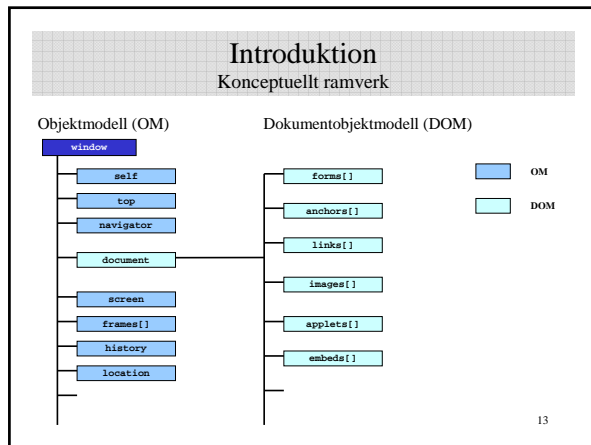 Introduktion
Konceptuellt ramverk
Objektmodell (OM)
Dokumentobjektmodell (DOM)
window
self
top
navigator
document
screen
frames[]
history
location
forms[]
anchors[]
links[]
images[]
applets[]
embeds[]
OM
DOM
13